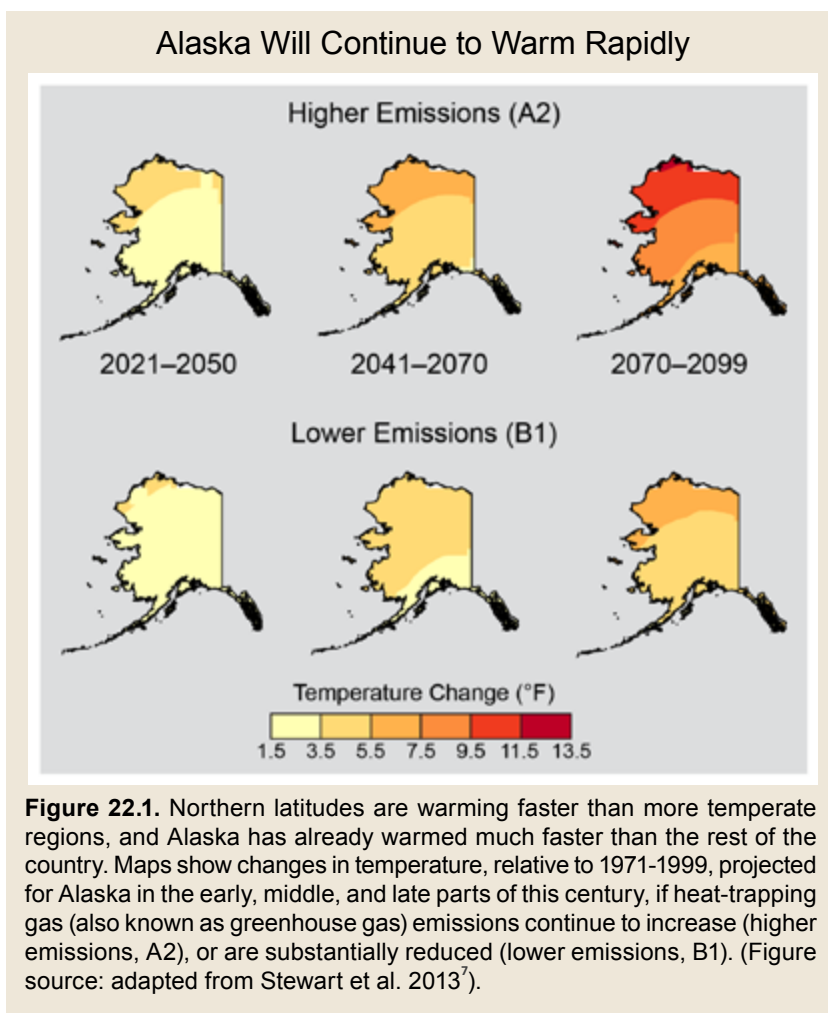 Alaska Will Continue to Warm Rapidly
Higher Emissions (A2)
2021–2050 2041–2070 2070–2099
Lower Emissions (B1)
Temperature Change (°F)
1.5 3.5 5.5 7.5 9.5 11.5 13.5
Figure 22.1. Northern latitudes are warming faster than more temperate
regions, and Alaska has already warmed much faster than the rest of the
country. Maps show changes in temperature, relative to 1971-1999, projected
for Alaska in the early, middle, and late parts of this century, if heat-trapping
gas (also known as greenhouse gas) emissions continue to increase (higher
emissions, A2), or are substantially reduced (lower emissions, B1). (Figure
source: adapted from Stewart et al. 2013⁷).